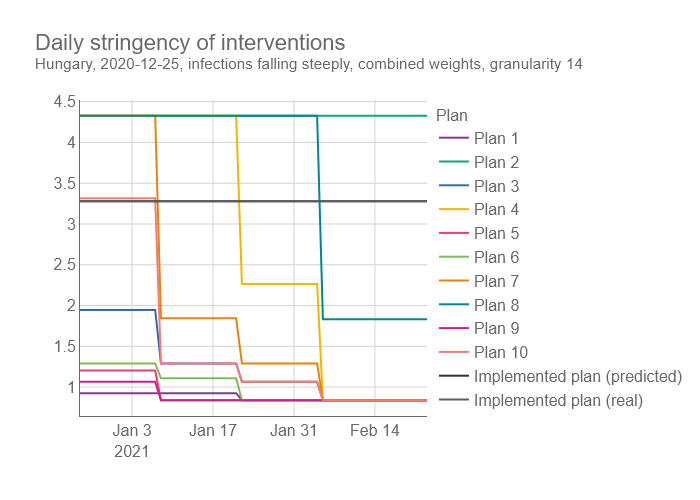 Daily stringency of interventions
Hungary, 2020-12-25, infections falling steeply, combined weights, granularity 14
4.5
4
3.5
3
2.5
2
1.5
1
Jan 3
2021
Jan 17
Jan 31
Feb 14
Plan
Plan 1
Plan 2
Plan 3
Plan 4
Plan 5
Plan 6
Plan 7
Plan 8
Plan 9
Plan 10
Implemented plan (predicted)
Implemented plan (real)